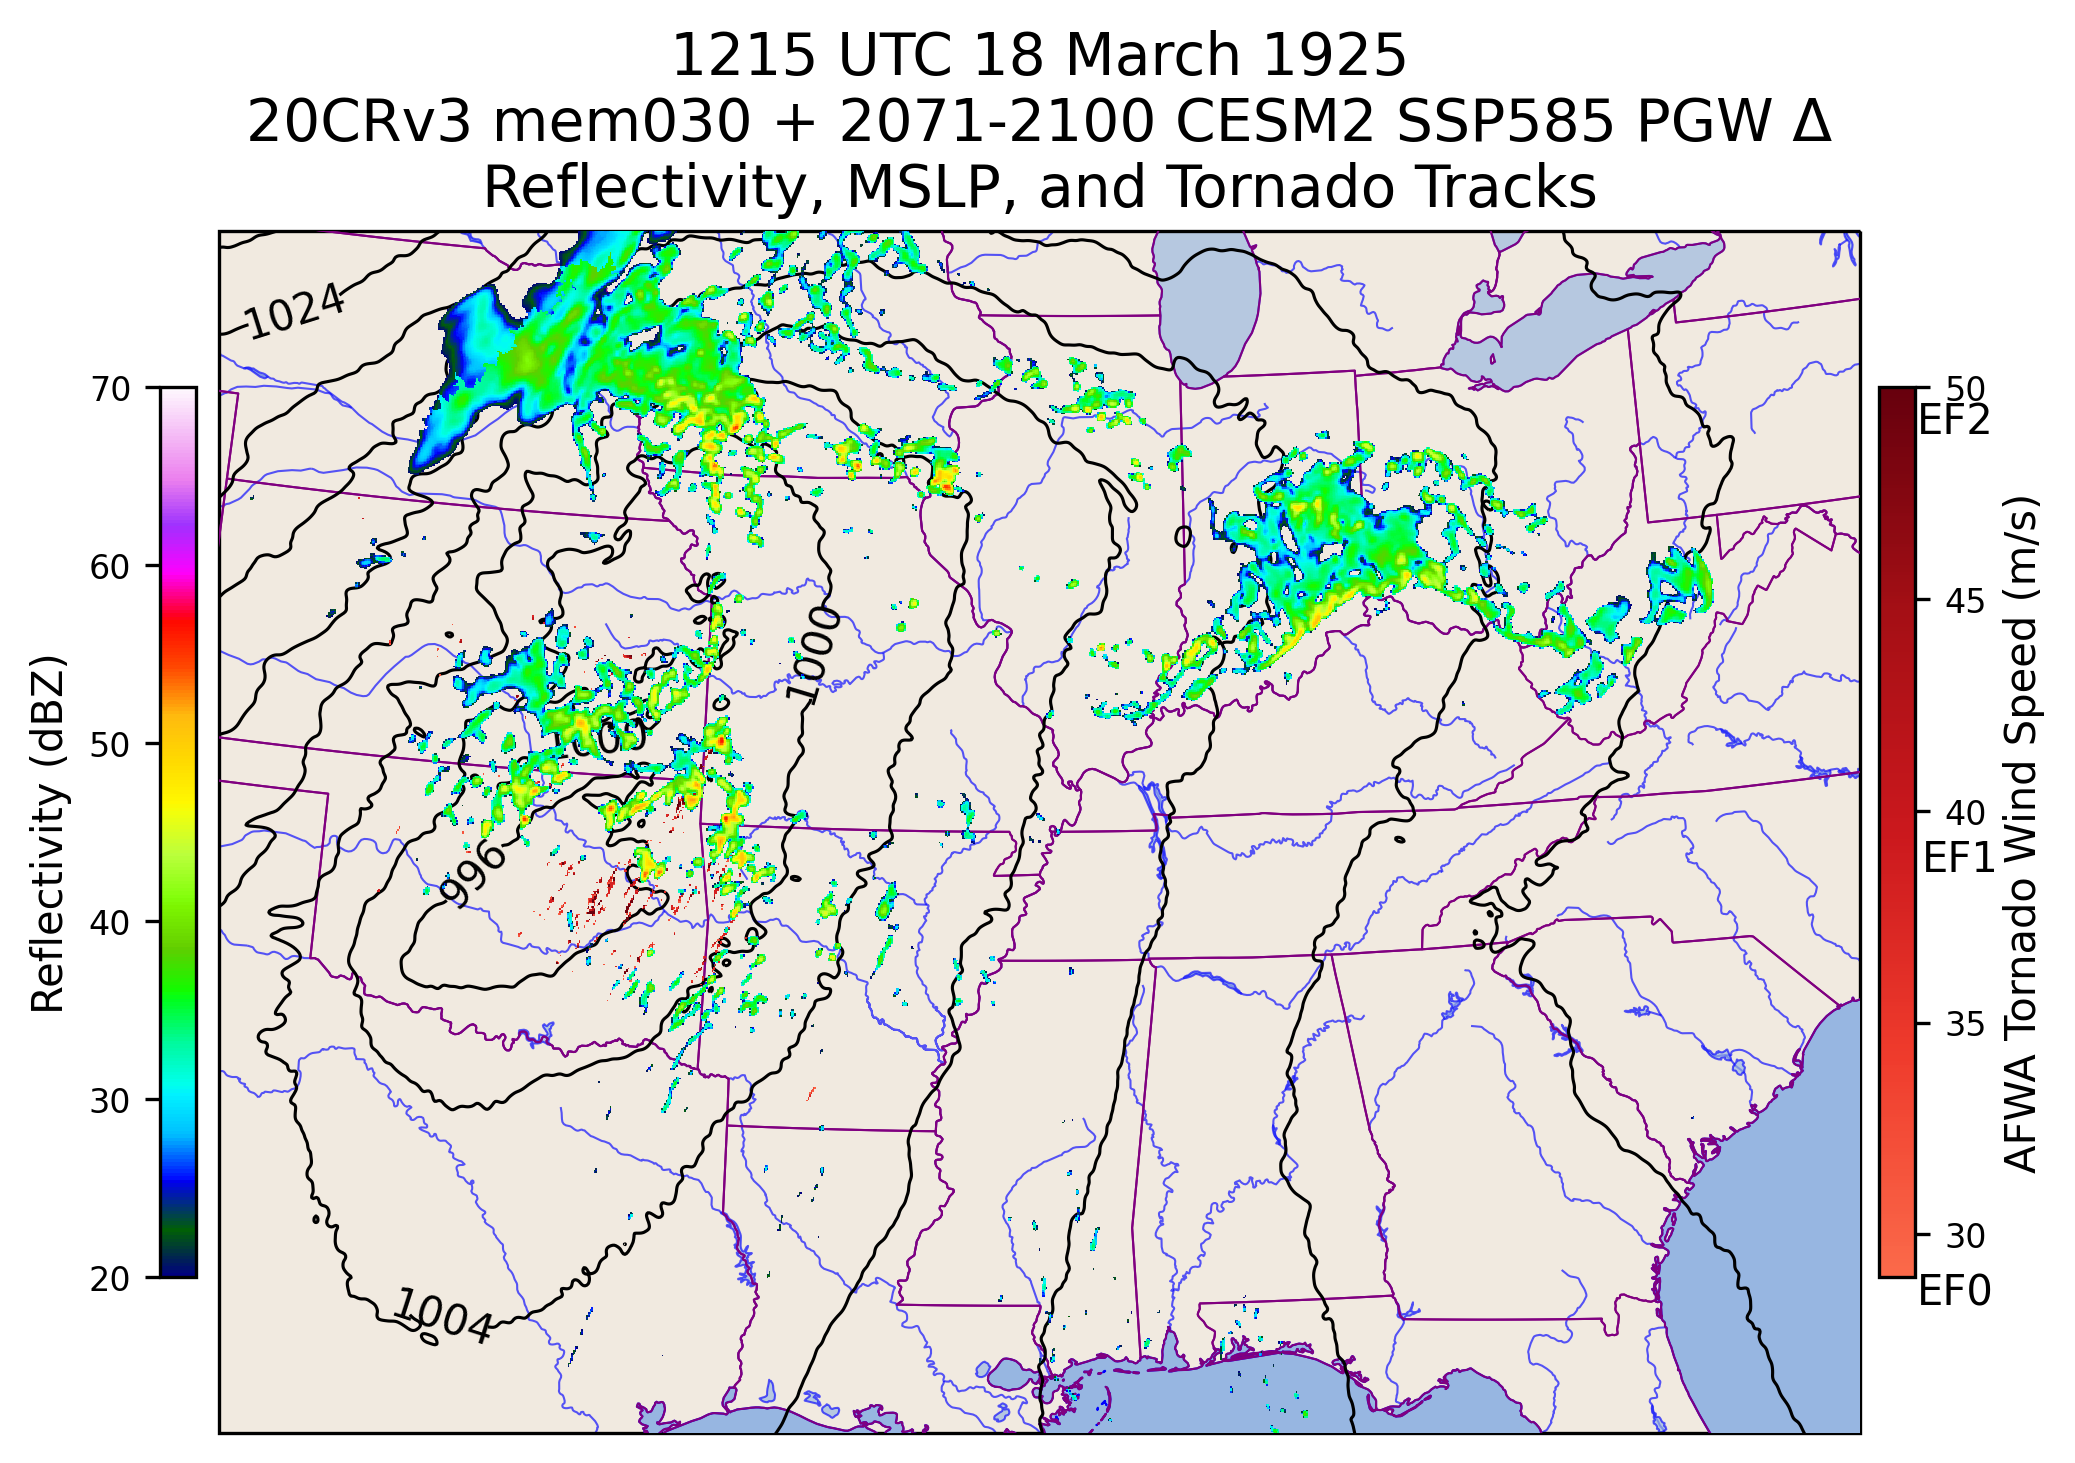 1215 UTC 18 March 1925
20CRv3 mem030 + 2071-2100 CESM2 SSP585 PGW Δ
Reflectivity, MSLP, and Tornado Tracks
1024
1000
1000
996
1004
70
60
50
40
30
20
Reflectivity (dBZ)
50
EF2
45
40
EF1
35
30
EF0
AFWA Tornado Wind Speed (m/s)